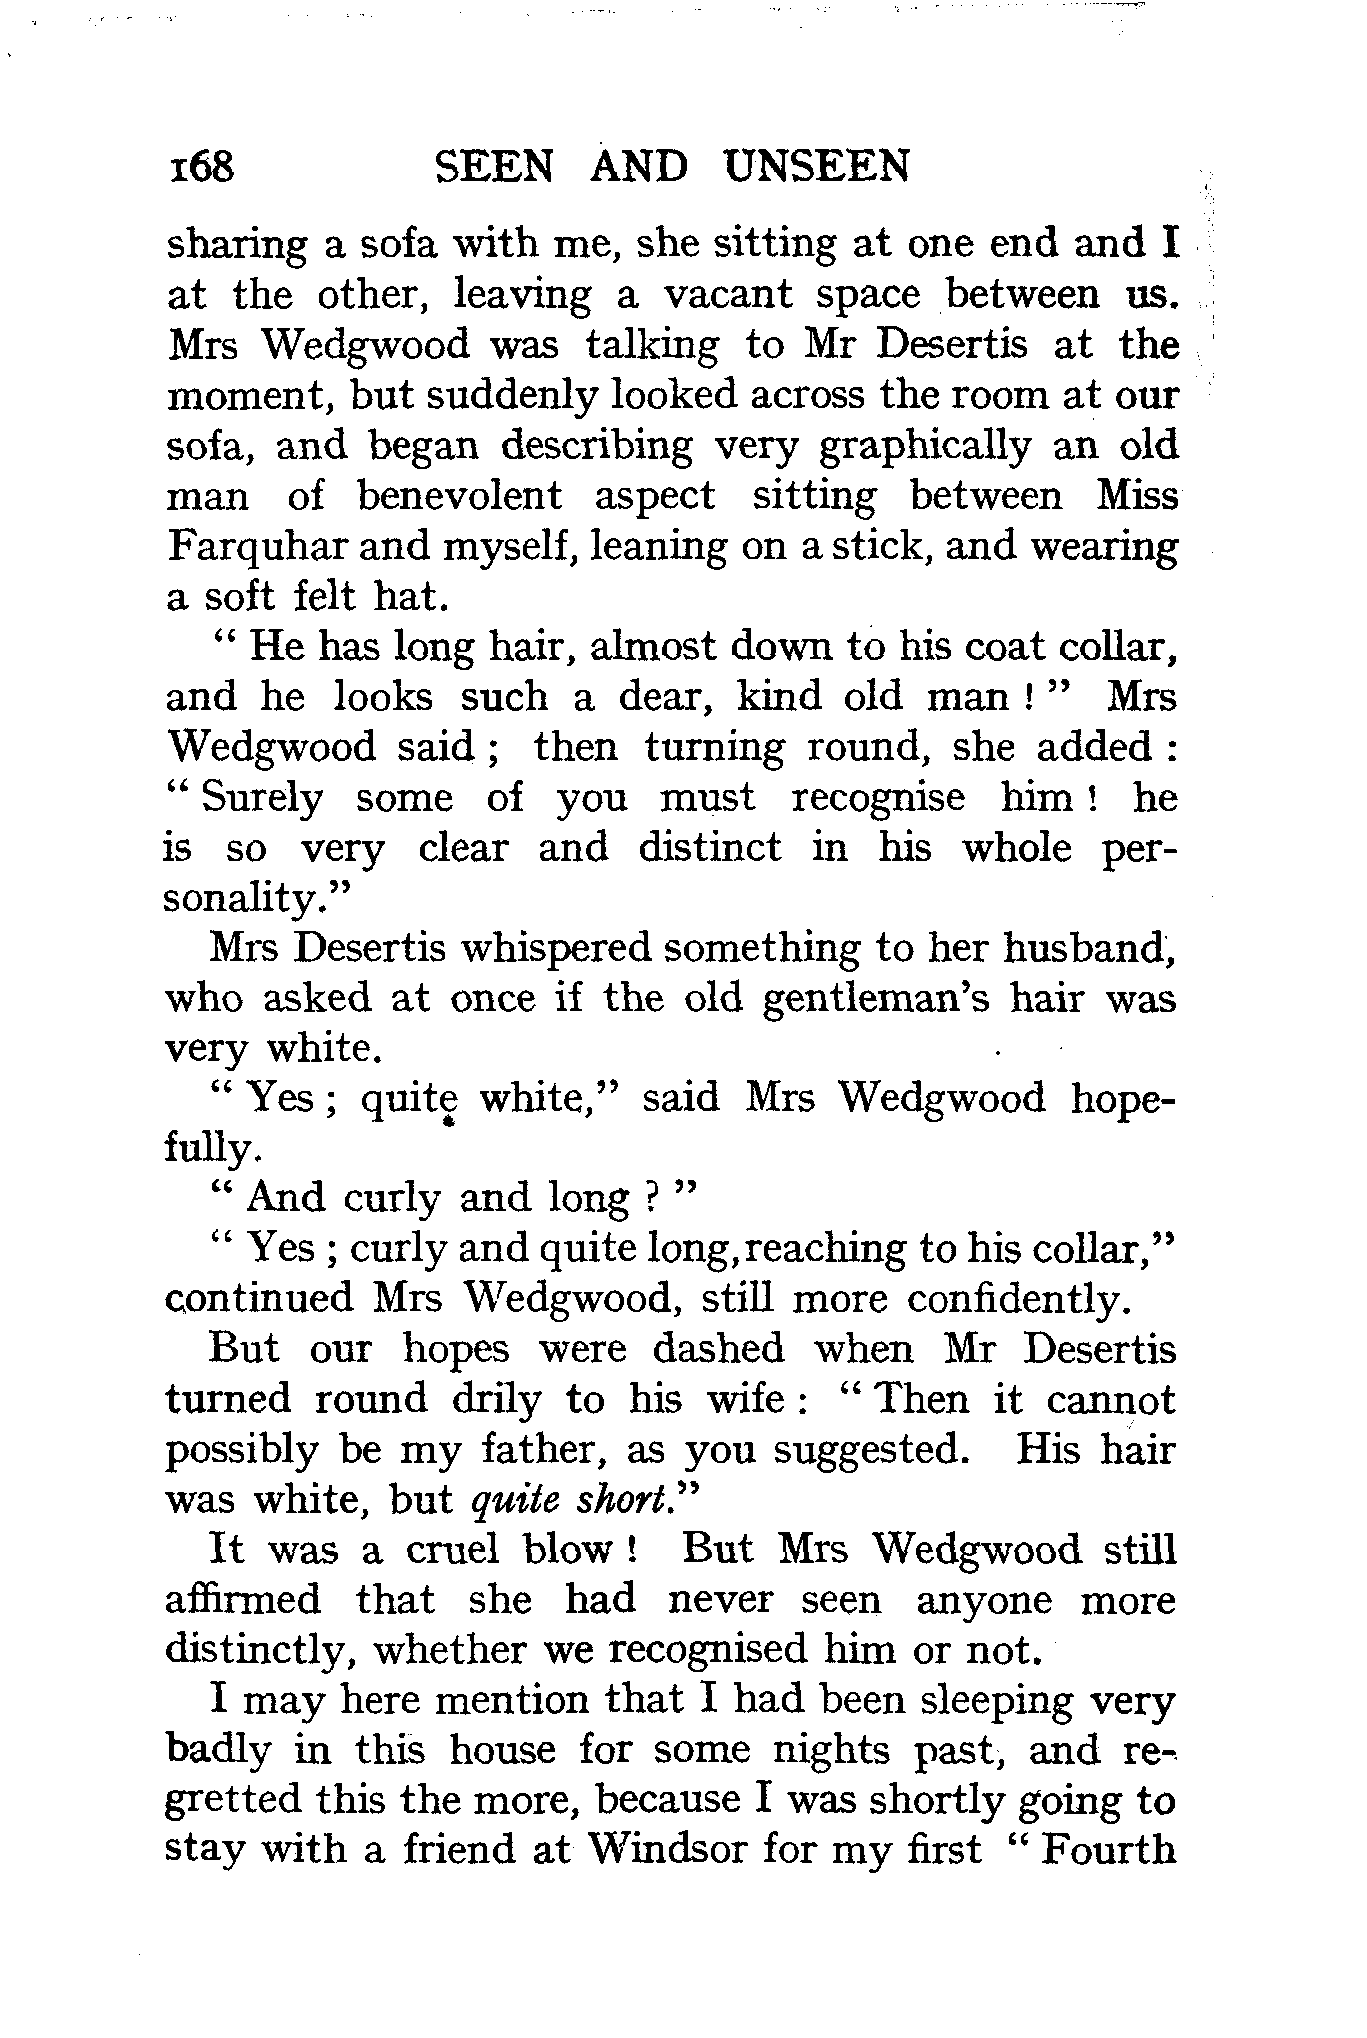 168 SEEN AND UNSEEN
sharing a sofa with me, she sitting at one end and I
at the other, leaving a vacant space between us.
Mrs Wedgwood was talking to Mr Desertis at the
moment, but suddenly looked across the room at our
sofa, and began describing very graphically an old
man of benevolent aspect sitting between Miss
Farquhar and myself, leaning on a stick, and wearing
a soft felt hat.
“ He has long hair, almost down to his coat collar,
and he looks such a dear, kind old man ! ” Mrs
Wedgwood said ; then turning round, she added :
“ Surely some of you must recognise him ! he
is so very clear and distinct in his whole per-
sonality.”
Mrs Desertis whispered something to her husband,
who asked at once if the old gentleman’s hair was
very white.
“ Yes ; quite white,” said Mrs Wedgwood hope-
fully.
“ And curly and long ? ”
“ Yes ; curly and quite long, reaching to his collar,”
continued Mrs Wedgwood, still more confidently.
But our hopes were dashed when Mr Desertis
turned round drily to his wife : “ Then it cannot
possibly be my father, as you suggested. His hair
was white, but quite short.”
It was a cruel blow ! But Mrs Wedgwood still
affirmed that she had never seen anyone more
distinctly, whether we recognised him or not.
I may here mention that I had been sleeping very
badly in this house for some nights past, and re-
gretted this the more, because I was shortly going to
stay with a friend at Windsor for my first “ Fourth